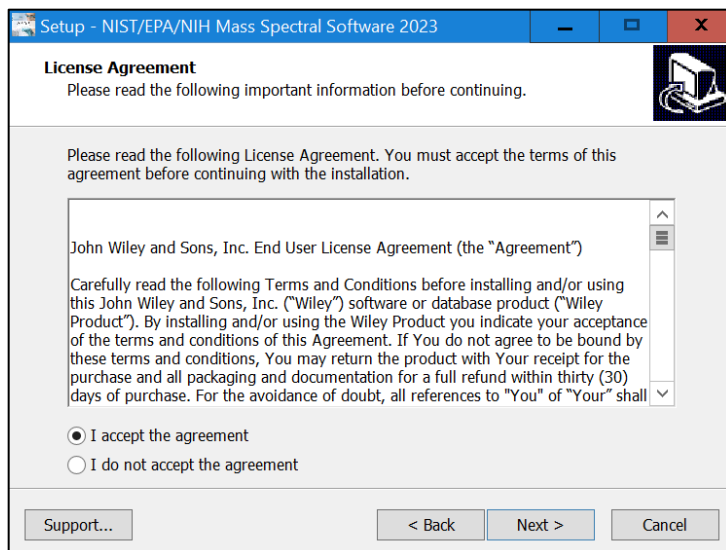 Setup - NIST/EPA/NIH Mass Spectral Software 2023
License Agreement
Please read the following important information before continuing.
Please read the following License Agreement. You must accept the terms of this
agreement before continuing with the installation.
John Wiley and Sons, Inc. End User License Agreement (the “Agreement”)
Carefully read the following Terms and Conditions before installing and/or using
this John Wiley and Sons, Inc. (“Wiley”) software or database product (“Wiley
Product”). By installing and/or using the Wiley Product you indicate your acceptance
of the terms and conditions of this Agreement. If You do not agree to be bound by
these terms and conditions, You may return the product with Your receipt for the
purchase and all packaging and documentation for a full refund within thirty (30)
days of purchase. For the avoidance of doubt, all references to "You" of “Your” shall
I accept the agreement
I do not accept the agreement
Support...
< Back
Next >
Cancel